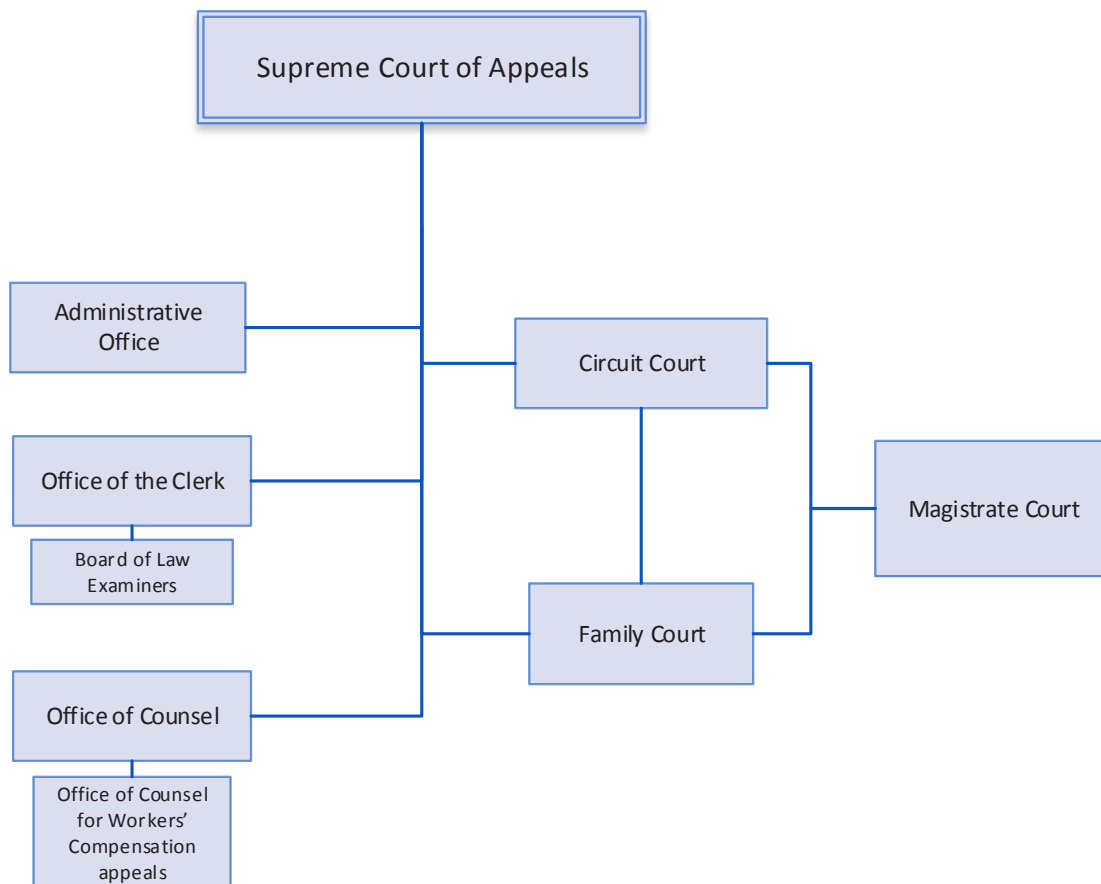 Supreme Court of Appeals
Administrative
Office
Circuit Court
Office of the Clerk
Magistrate Court
Board of Law
Examiners
Family Court
Office of Counsel
Office of Counsel
for Workers’
Compensation
appeals